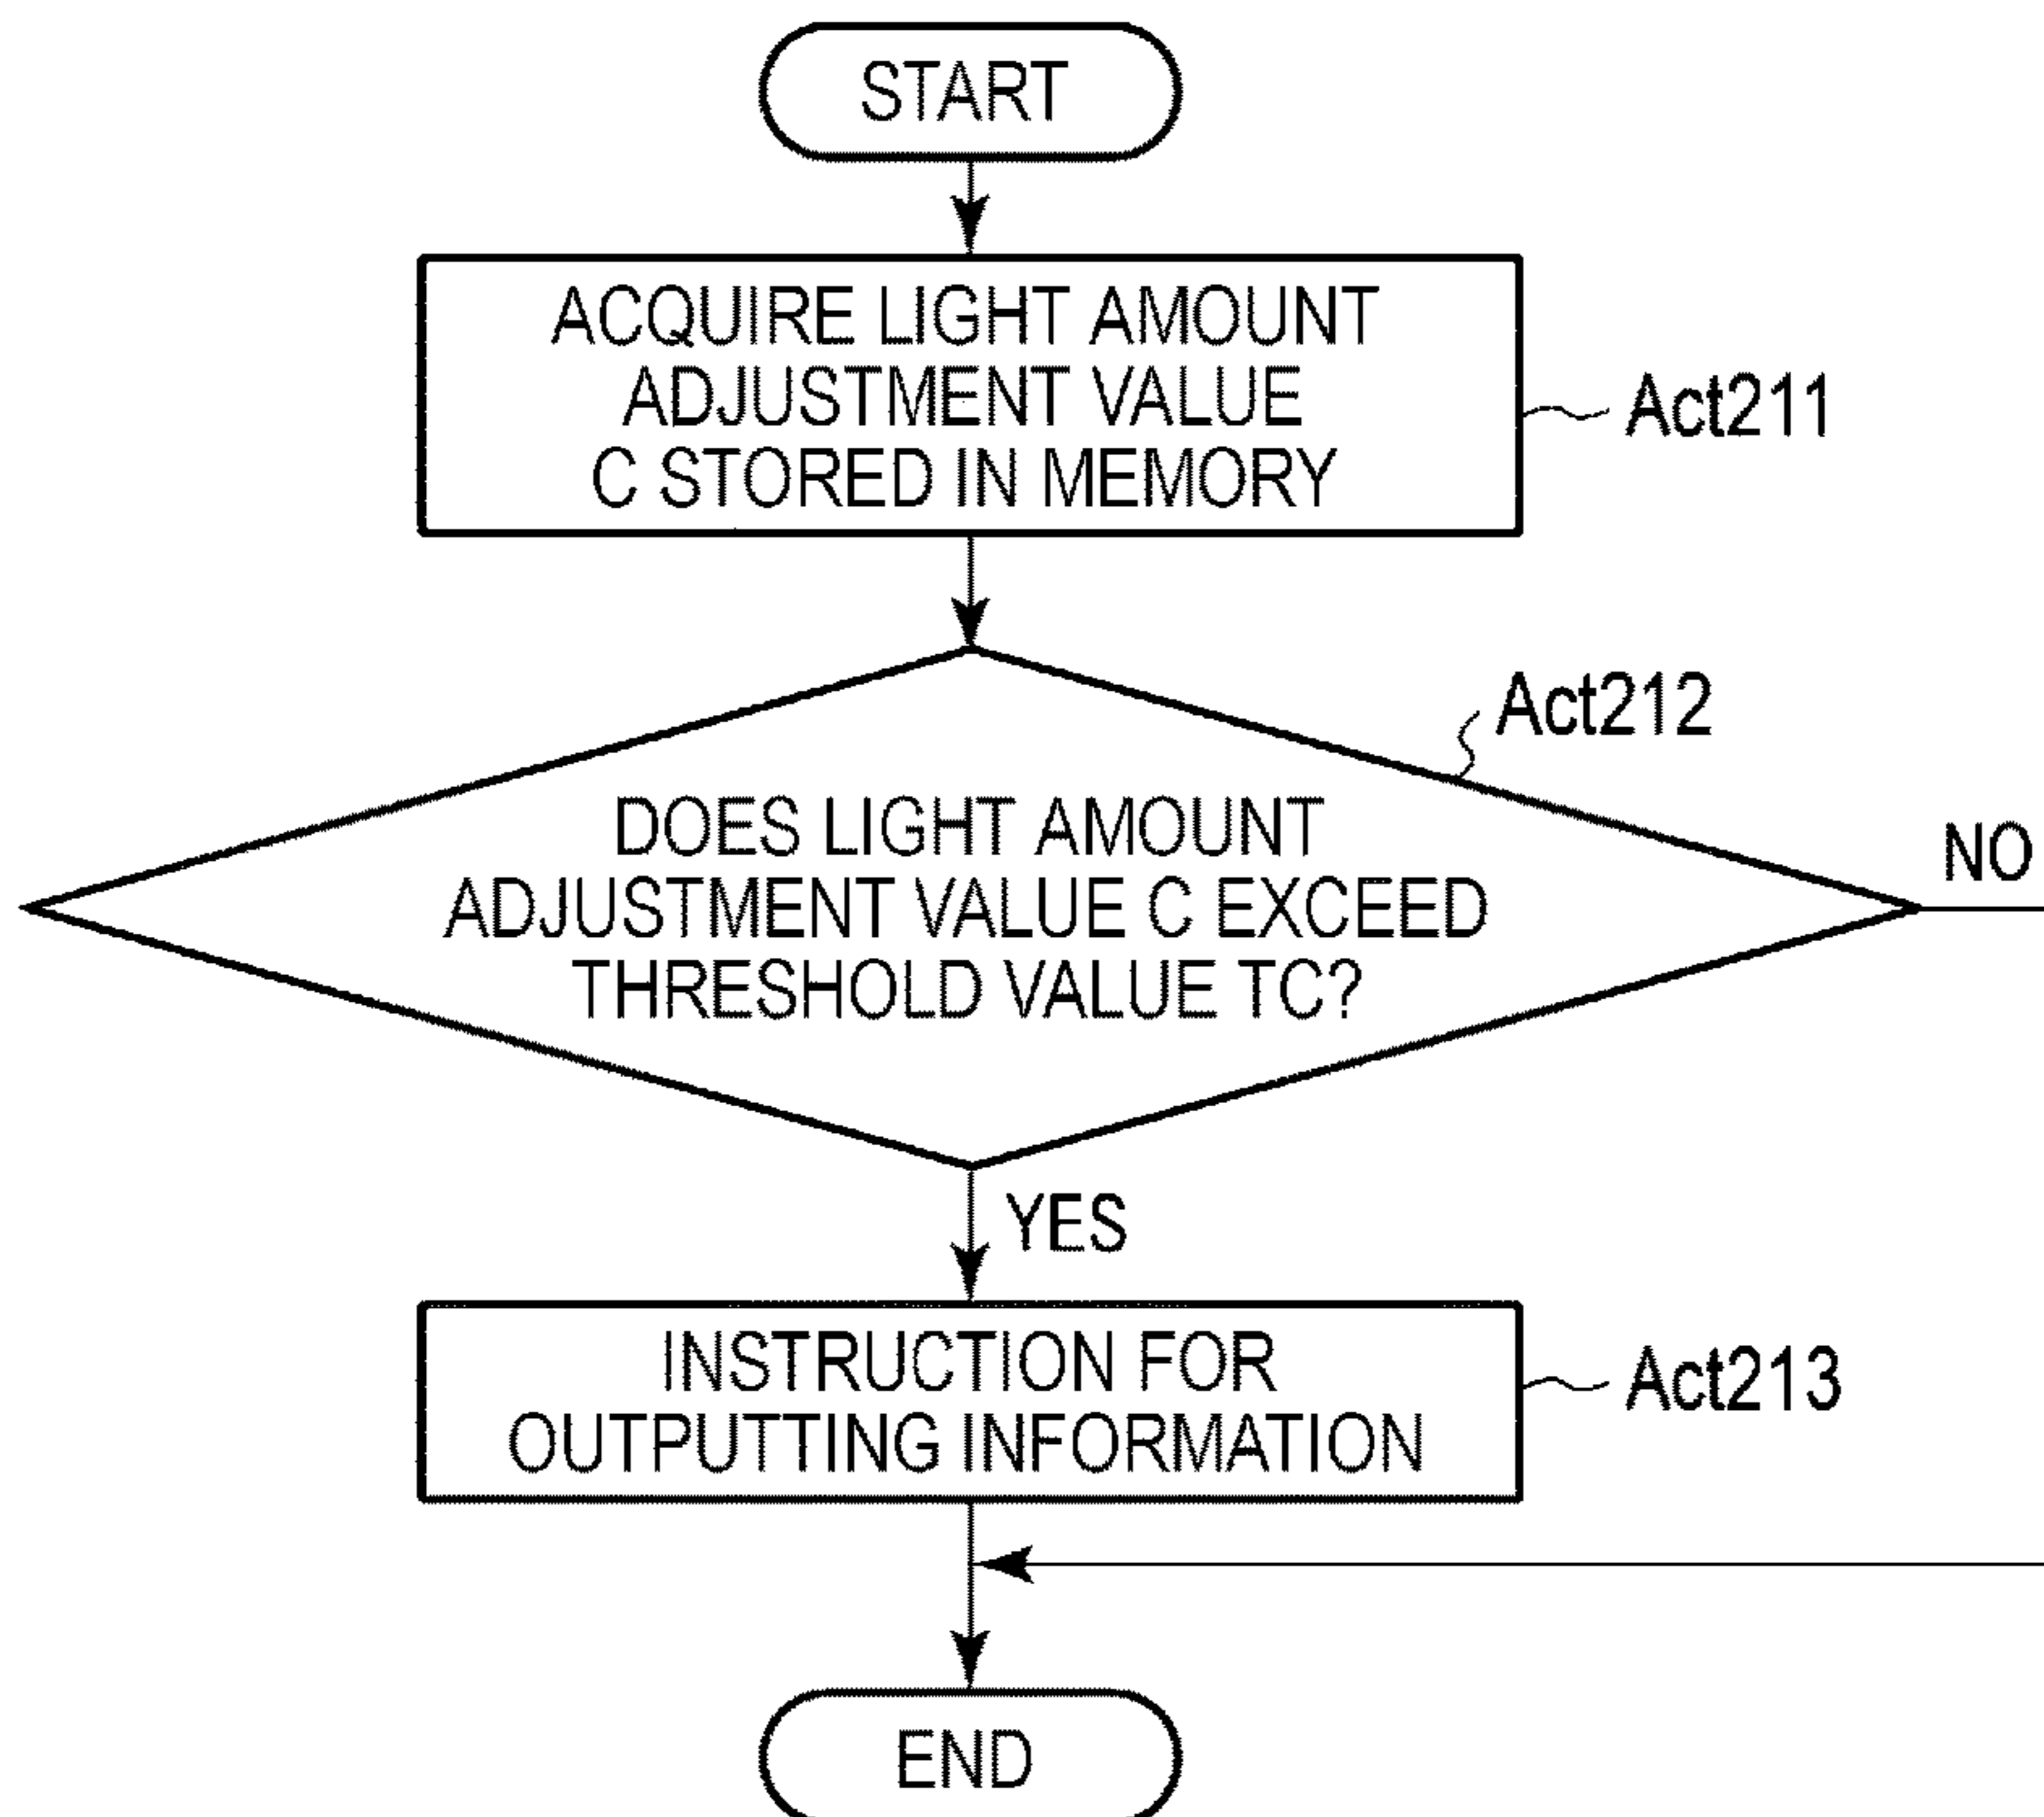 START
ACQUIRE LIGHT AMOUNT
ADJUSTMENT VALUE
C STORED IN MEMORY
Act211
Act212
DOES LIGHT AMOUNT
ADJUSTMENT VALUE C EXCEED
THRESHOLD VALUE TC?
NO
YES
INSTRUCTION FOR
OUTPUTTING INFORMATION
Act213
END